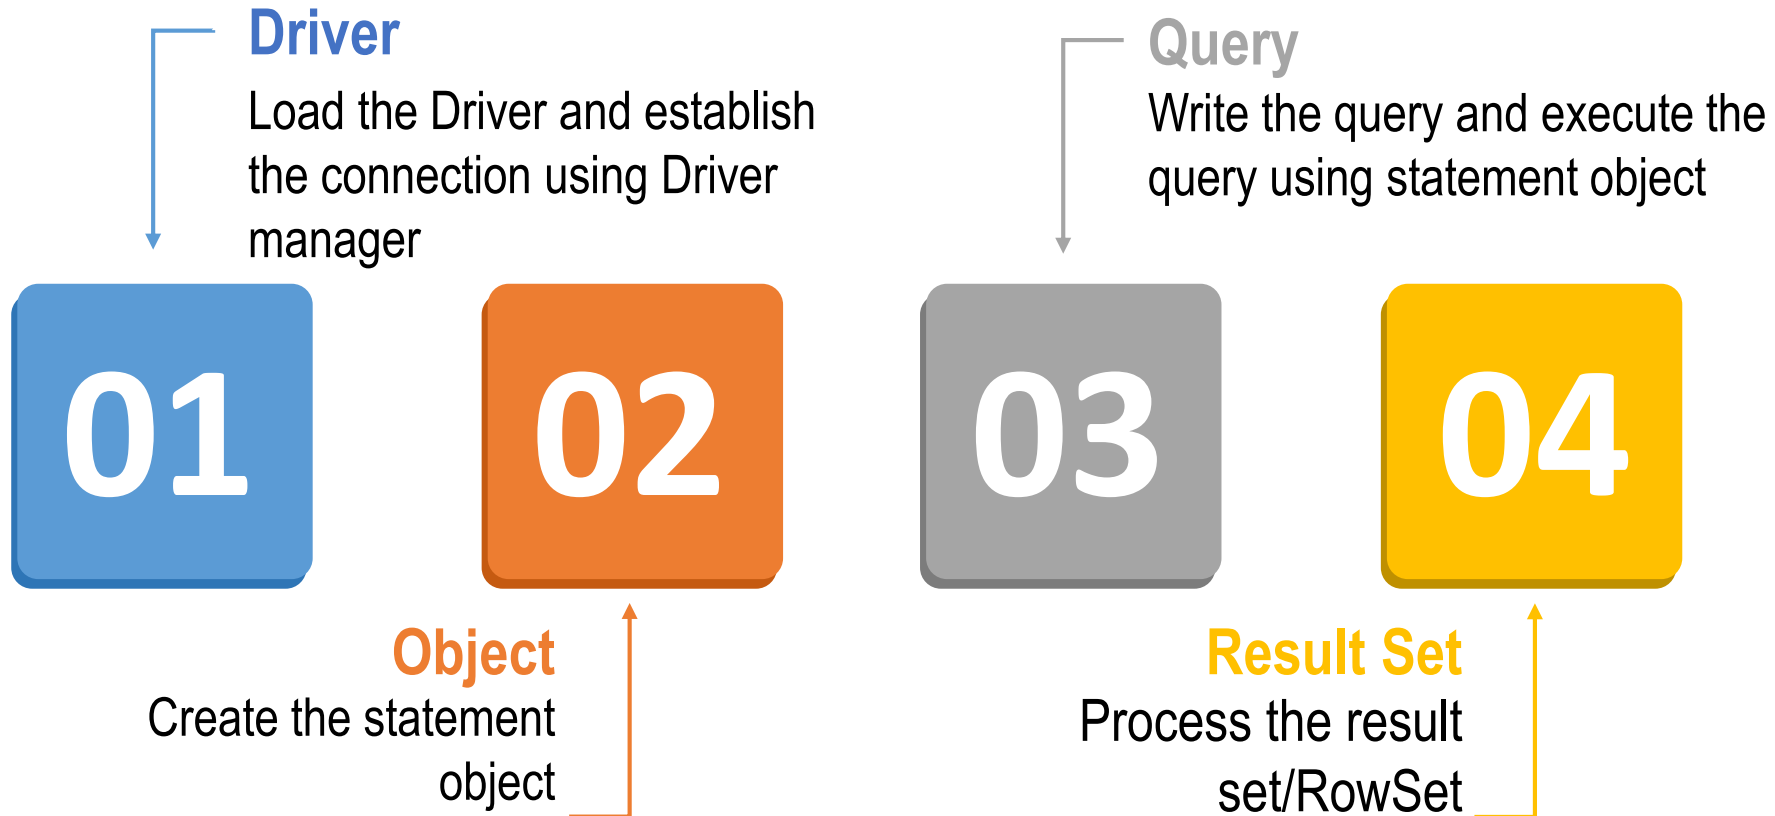 Driver
Load the Driver and establish
the connection using Driver
manager
01
Object
Create the statement
object
02
Query
Write the query and execute the
query using statement object
03
Result Set
Process the result
set/RowSet
04